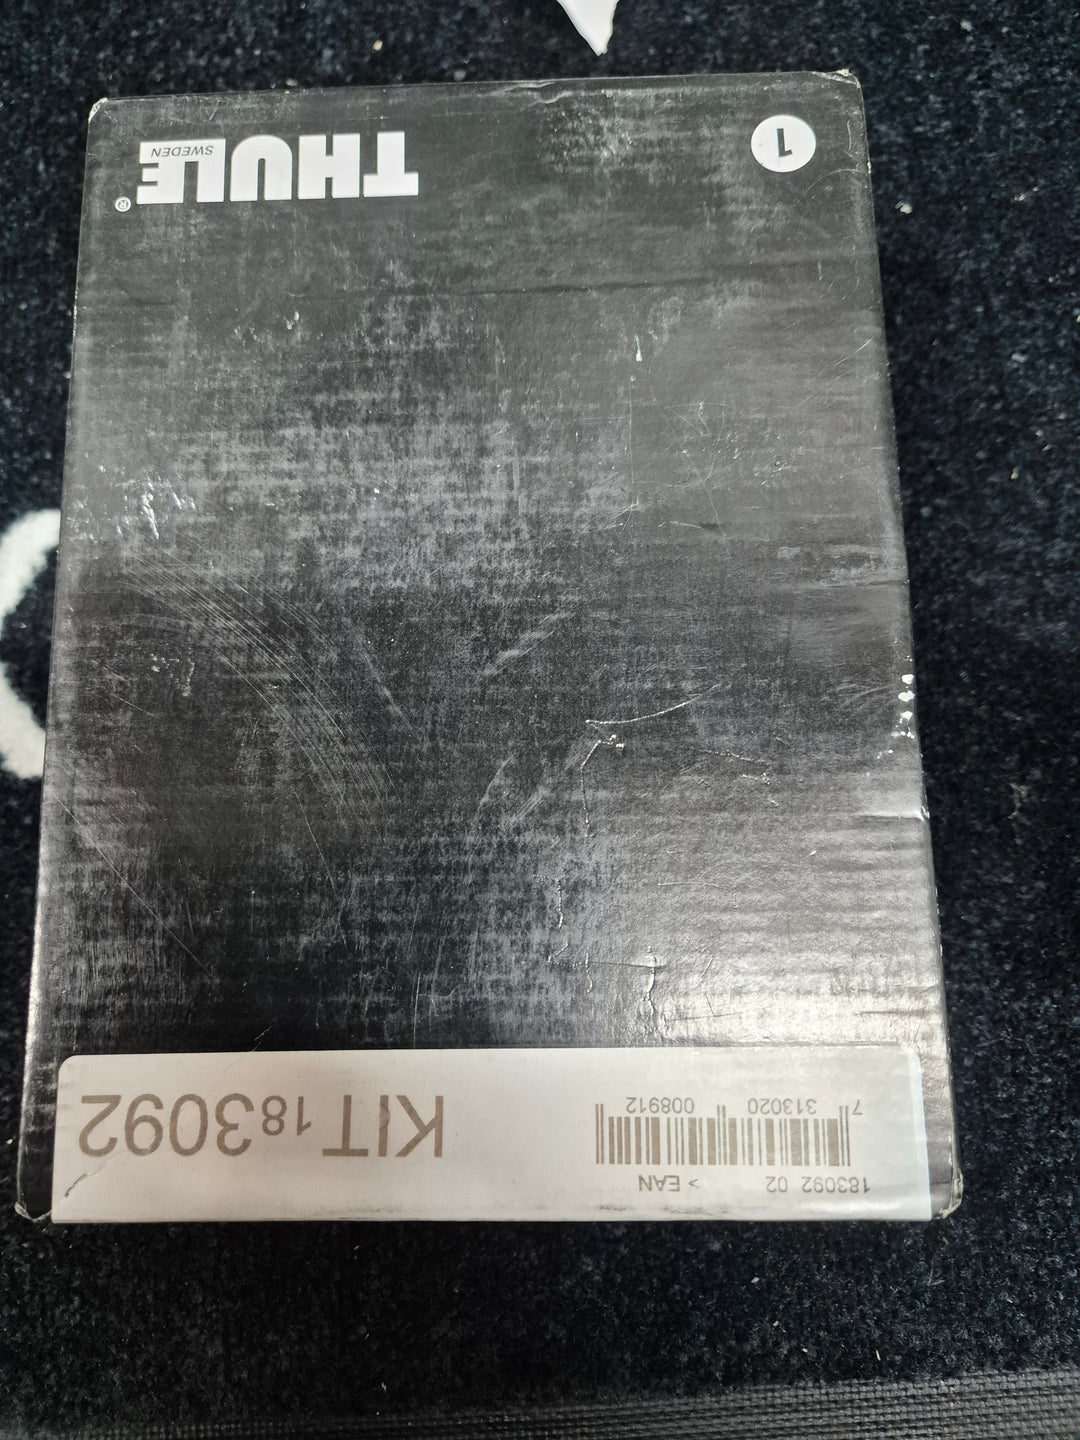 183092 02 > EAN
7 313020 008912
KIT 183092
1
THULE®
SWEDEN